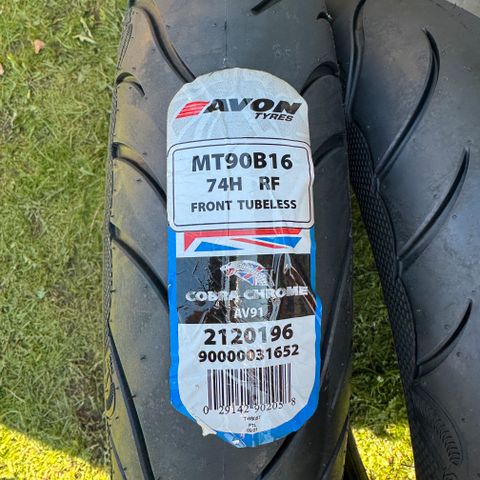 AVON
TYRES
MT90B16
74H RF
FRONT TUBELESS
COBRA CHROME
AV91
2120196
90000031652
0 29142 90205 8